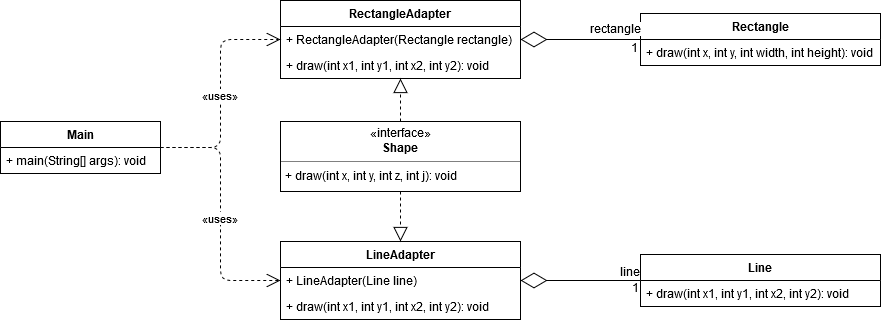 RectangleAdapter
+ RectangleAdapter(Rectangle rectangle)
+ draw(int x1, int y1, int x2, int y2): void
rectangle
1
Rectangle
+ draw(int x, int y, int width, int height): void
«uses»
Main
+ main(String[] args): void
«interface»
Shape
+ draw(int x, int y, int z, int j): void
«uses»
LineAdapter
+ LineAdapter(Line line)
+ draw(int x1, int y1, int x2, int y2): void
line
1
Line
+ draw(int x1, int y1, int x2, int y2): void